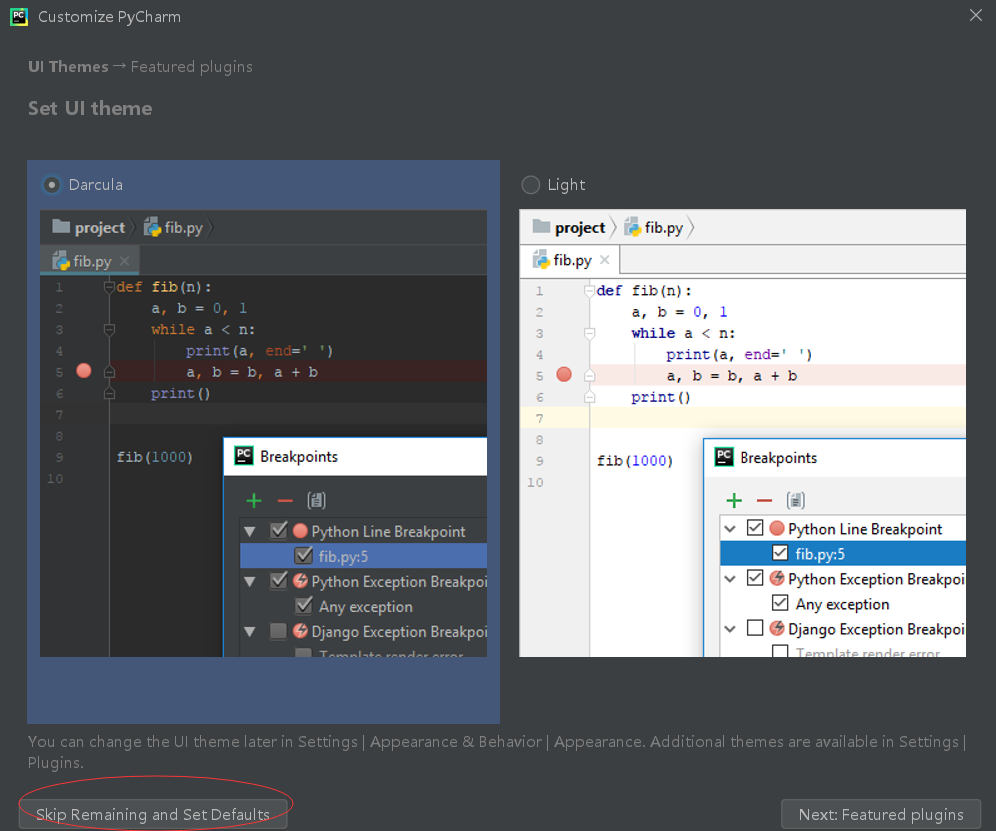 PC Customize PyCharm
UI Themes → Featured plugins
Set UI theme
Darcula
project fib.py
fib.py
1 def fib(n):
2 a, b = 0, 1
3 while a < n:
4 print(a, end=' ')
5 a, b = b, a + b
6 print()
7
8
9 fib(1000)
10
PC Breakpoints
Python Line Breakpoint
fib.py:5
Python Exception Breakpoi
Any exception
Django Exception Breakpoi
Template render error
Light
project fib.py
fib.py
1 def fib(n):
2 a, b = 0, 1
3 while a < n:
4 print(a, end=' ')
5 a, b = b, a + b
6 print()
7
8
9 fib(1000)
10
PC Breakpoints
Python Line Breakpoint
fib.py:5
Python Exception Breakpoi
Any exception
Django Exception Breakpoi
Template render error
You can change the UI theme later in Settings | Appearance & Behavior | Appearance. Additional themes are available in Settings |
Plugins.
Skip Remaining and Set Defaults
Next: Featured plugins